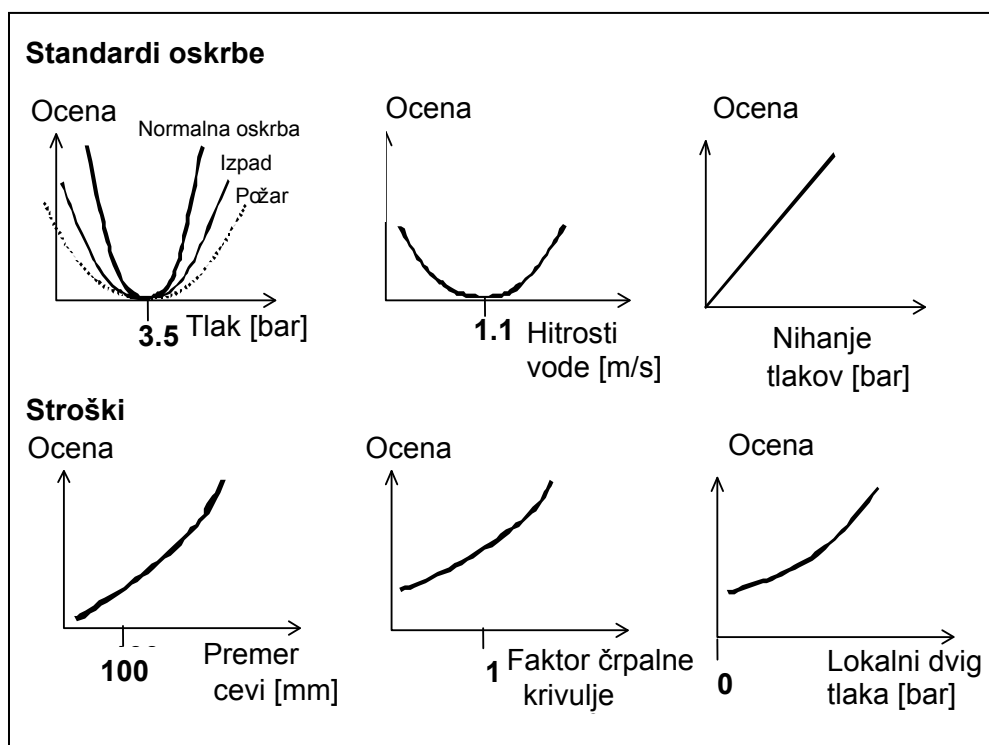 Standardi oskrbe
Ocena
Normalna oskrba
Izpad
Požar
3.5
Tlak [bar]
Ocena
1.1
Hitrosti
vode [m/s]
Ocena
Nihanje
tlakov [bar]
Stroški
Ocena
100
Premer
cevi [mm]
Ocena
1
Faktor črpalne
krivulje
Ocena
0
Lokalni dvig
tlaka [bar]